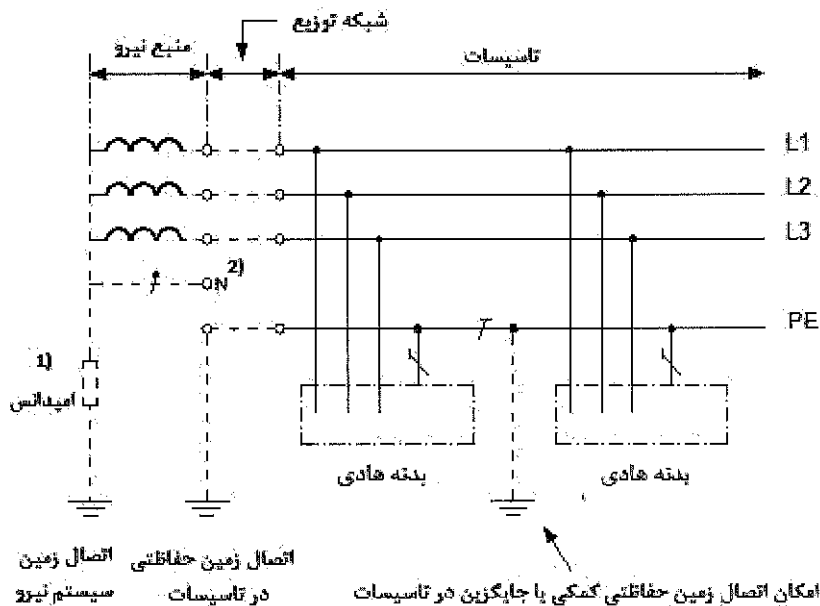 شبکه توزیع
منبع نیرو
تاسیسات
L1
L2
L3
N 2)
PE
1)
امپدانس
بدنه هادی
بدنه هادی
اتصال زمین
سیستم نیرو
اتصال زمین حفاظتی
در تاسیسات
امکان اتصال زمین حفاظتی کمکی یا جایگزین در تاسیسات